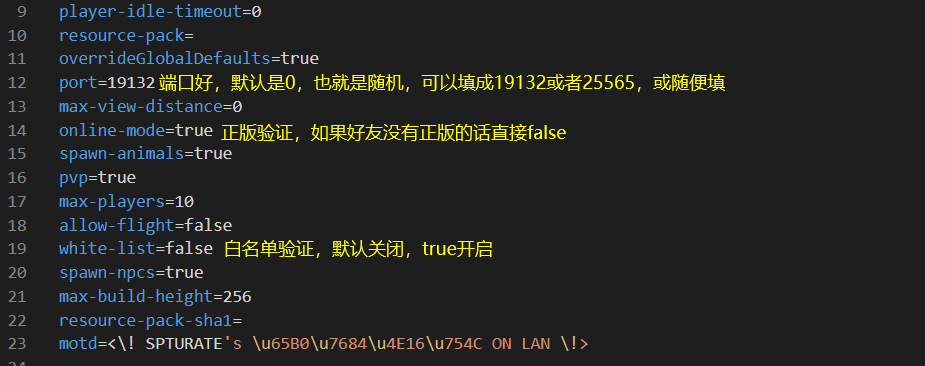 9 player-idle-timeout=0
10 resource-pack=
11 overrideGlobalDefaults=true
12 port=19132 端口好，默认是0，也就是随机，可以填成19132或者25565，或随便填
13 max-view-distance=0
14 online-mode=true 正版验证，如果好友没有正版的话直接false
15 spawn-animals=true
16 pvp=true
17 max-players=10
18 allow-flight=false
19 white-list=false 白名单验证，默认关闭，true开启
20 spawn-npcs=true
21 max-build-height=256
22 resource-pack-sha1=
23 motd=<\! SPTURATE's \u65B0\u7684\u4E16\u754C ON LAN \!>